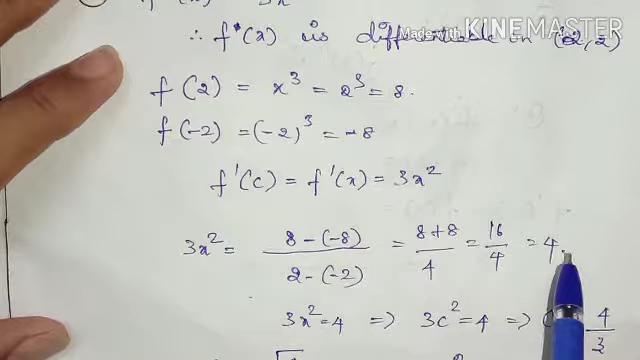 ∴ f'(x) is differentiable in (-2,2)
Made with KINEMASTER
f(2) = x³ = 2³ = 8.
f(-2) = (-2)³ = -8
f'(c) = f'(x) = 3x²
3x² = 8-(-8) / 2-(-2) = 8+8 / 4 = 16/4 = 4.
3x² = 4 => 3c² = 4 => 4/3